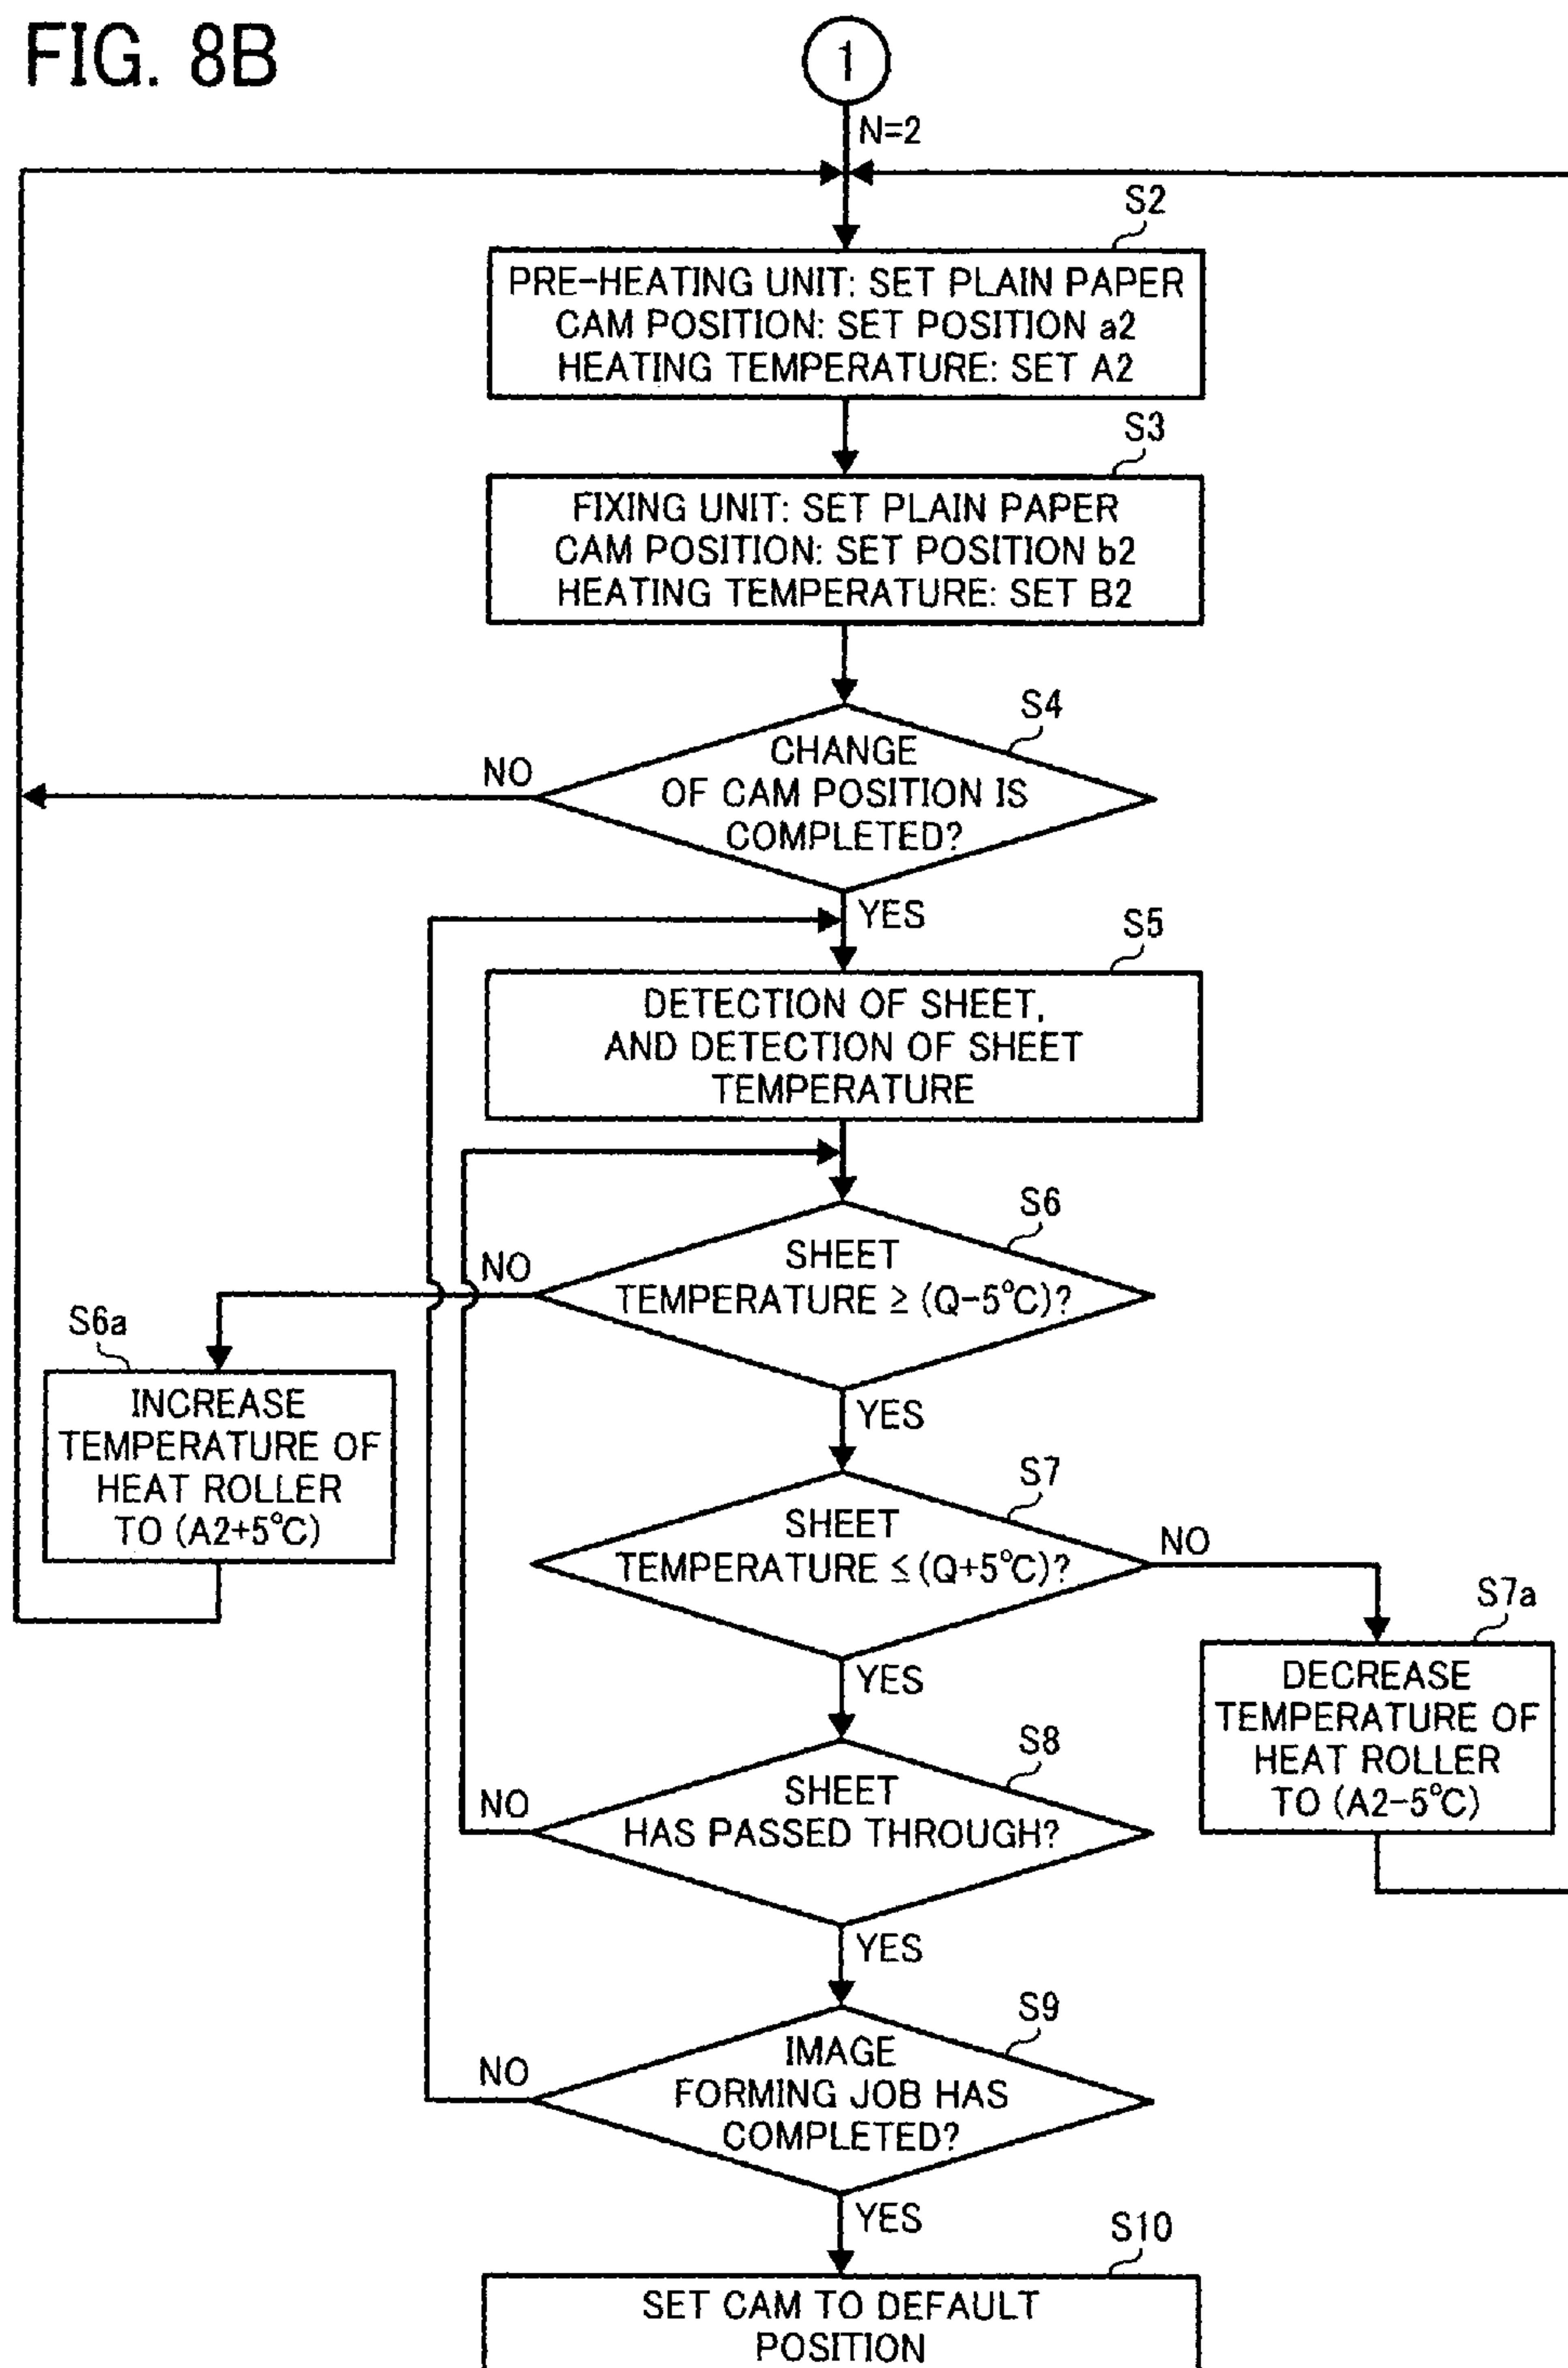 FIG. 8B
1
N=2
S2
PRE-HEATING UNIT: SET PLAIN PAPER
CAM POSITION: SET POSITION a2
HEATING TEMPERATURE: SET A2
S3
FIXING UNIT: SET PLAIN PAPER
CAM POSITION: SET POSITION b2
HEATING TEMPERATURE: SET B2
S4
CHANGE
OF CAM POSITION IS
COMPLETED?
NO
YES
S5
DETECTION OF SHEET,
AND DETECTION OF SHEET
TEMPERATURE
S6
SHEET
TEMPERATURE ≥ (Q-5°C)?
NO
YES
S6a
INCREASE
TEMPERATURE OF
HEAT ROLLER
TO (A2+5°C)
S7
SHEET
TEMPERATURE ≤ (Q+5°C)?
NO
YES
S7a
DECREASE
TEMPERATURE OF
HEAT ROLLER
TO (A2-5°C)
S8
SHEET
HAS PASSED THROUGH?
NO
YES
S9
IMAGE
FORMING JOB HAS
COMPLETED?
NO
YES
S10
SET CAM TO DEFAULT
POSITION